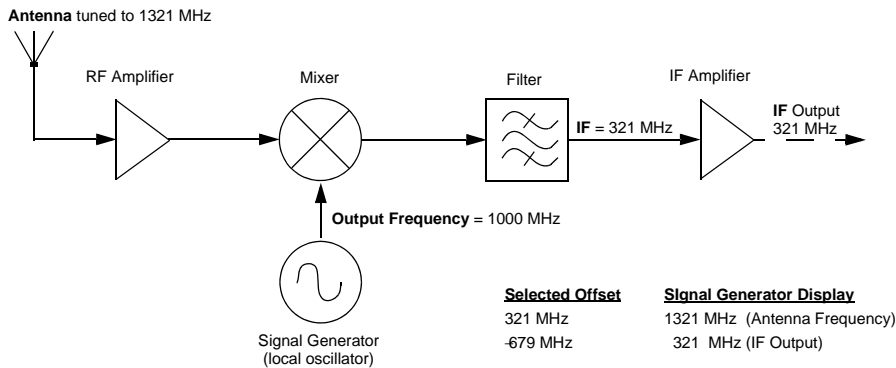 Antenna tuned to 1321 MHz
RF Amplifier
Mixer
Filter
IF Amplifier
IF = 321 MHz
IF Output
321 MHz
Output Frequency = 1000 MHz
Signal Generator
(local oscillator)
Selected Offset SIgnal Generator Display
321 MHz 1321 MHz (Antenna Frequency)
-679 MHz 321 MHz (IF Output)